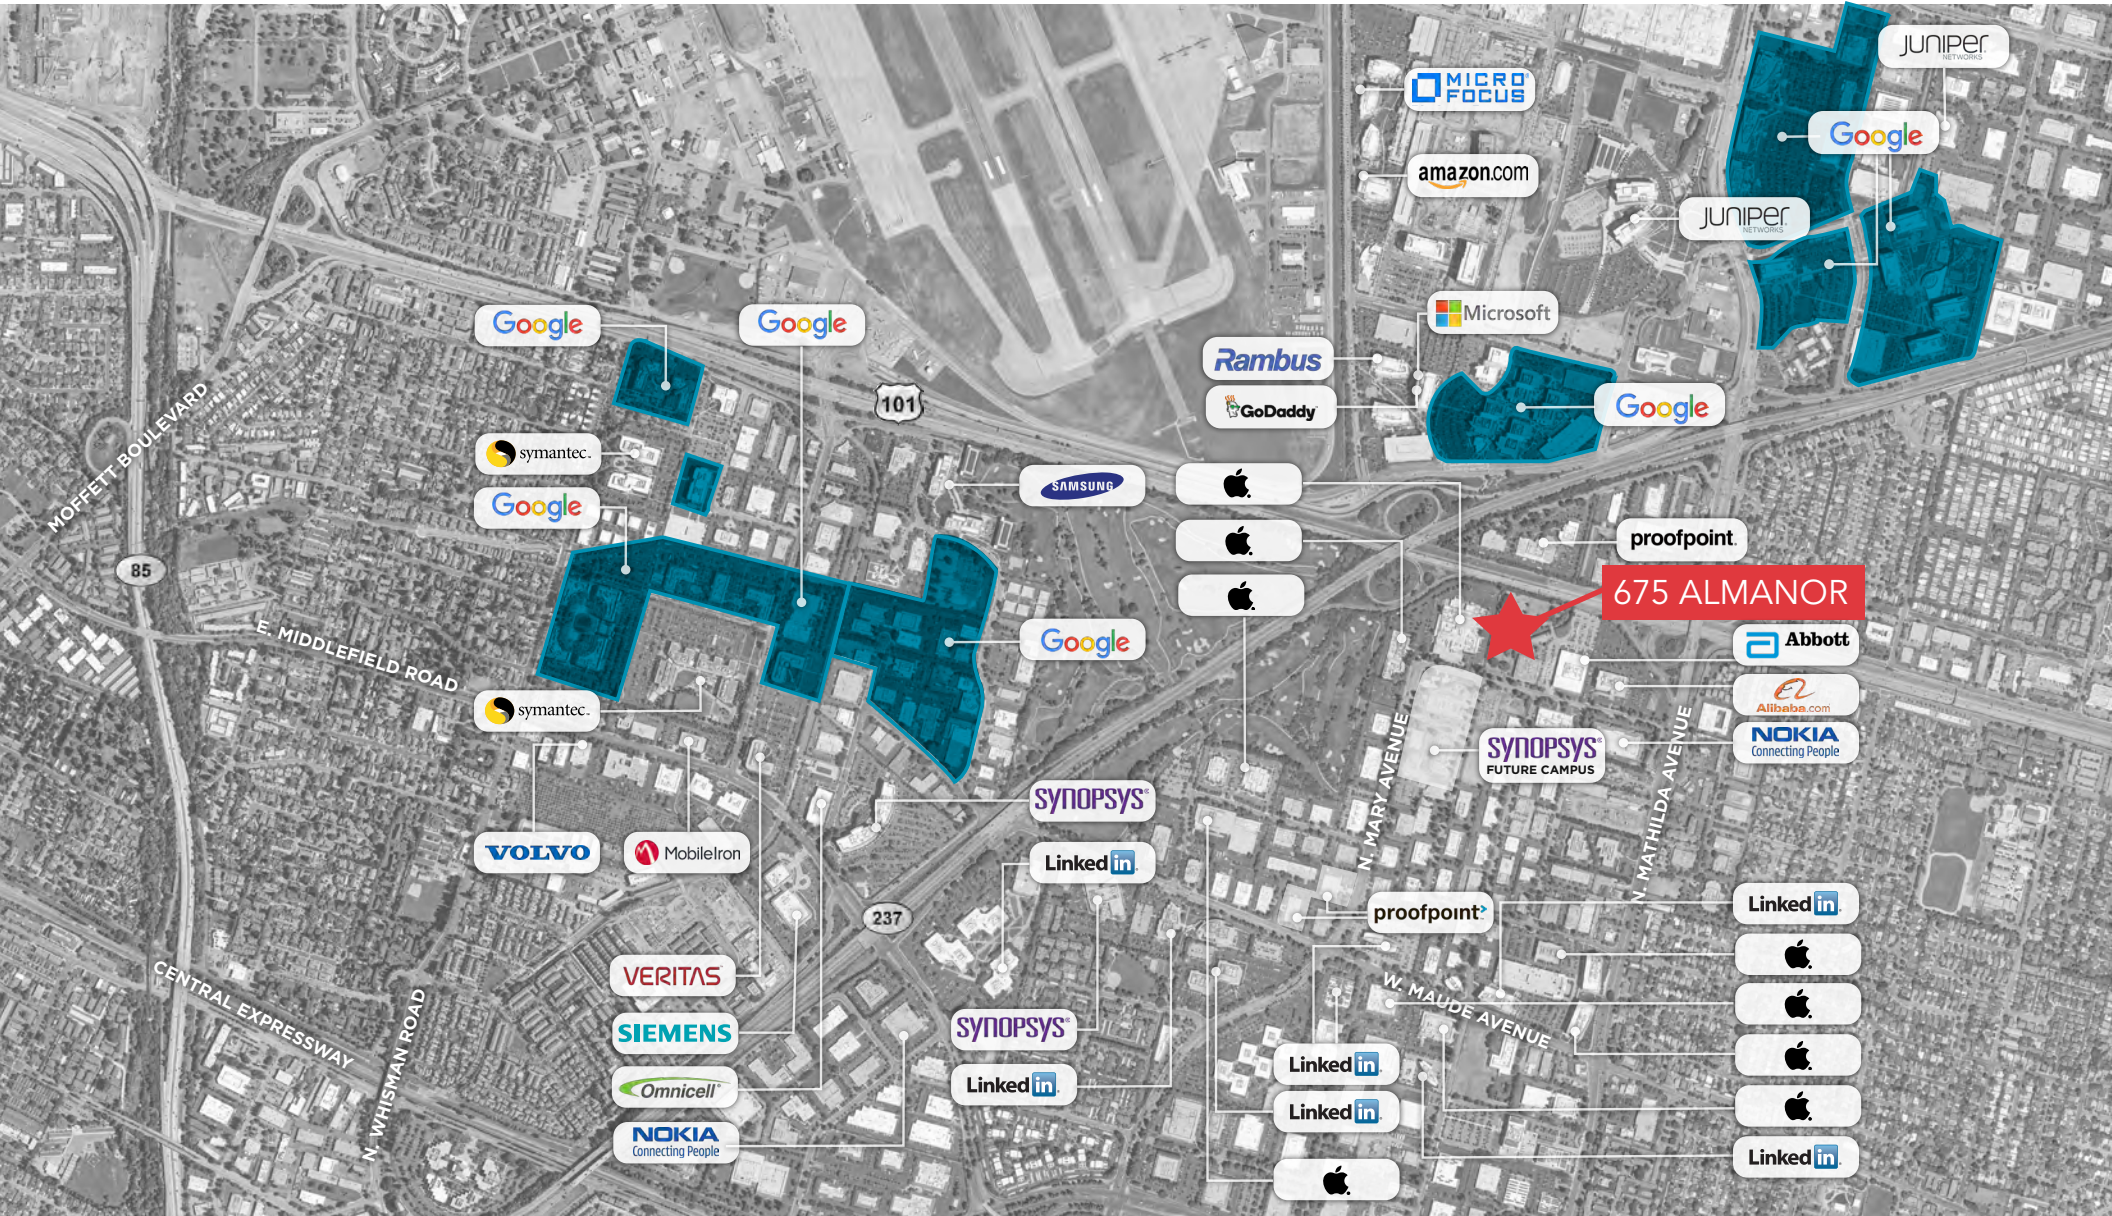 JUNIPer
NETWORKS
MICRO
FOCUS
Google
amazon.com
JUNIPer
NETWORKS
Microsoft
Google
Google
Rambus
101
GoDaddy
Google
MOFFETT BOULEVARD
symantec.
Google
SAMSUNG
proofpoint.
85
675 ALMANOR
E. MIDDLEFIELD ROAD
Google
Abbott
Alibaba.com
symantec.
N. MARY AVENUE
N. MATHILDA AVENUE
SYNOPSYS
FUTURE CAMPUS
NOKIA
Connecting People
SYNOPSYS
VOLVO
MobileIron
Linked in
237
proofpoint
Linked in
VERITAS
CENTRAL EXPRESSWAY
N. WHISMAN ROAD
W. MAUDE AVENUE
SIEMENS
SYNOPSYS
Linked in
Omnicell
Linked in
Linked in
NOKIA
Connecting People
Linked in